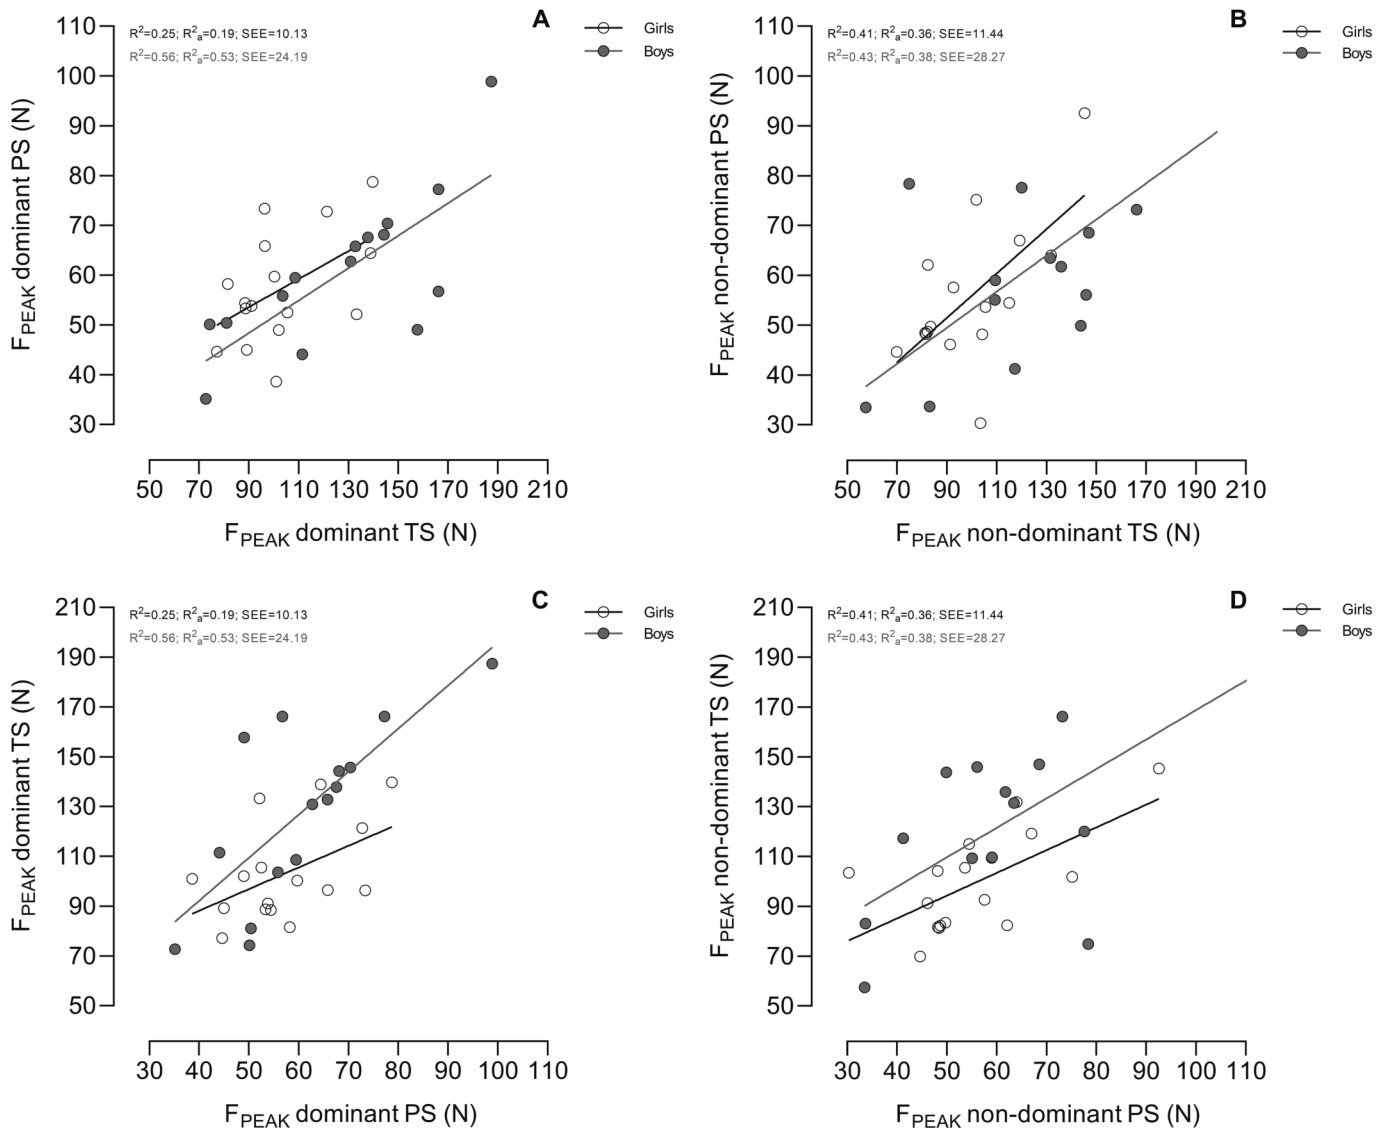 A
R2=0.25; R2a=0.19; SEE=10.13
R2=0.56; R2a=0.53; SEE=24.19
Girls
Boys
110
100
90
80
70
60
50
40
30
FPEAK dominant PS (N)
50 70 90 110 130 150 170 190 210
FPEAK dominant TS (N)
B
R2=0.41; R2a=0.36; SEE=11.44
R2=0.43; R2a=0.38; SEE=28.27
Girls
Boys
110
100
90
80
70
60
50
40
30
FPEAK non-dominant PS (N)
50 70 90 110 130 150 170 190 210
FPEAK non-dominant TS (N)
C
R2=0.25; R2a=0.19; SEE=10.13
R2=0.56; R2a=0.53; SEE=24.19
Girls
Boys
210
190
170
150
130
110
90
70
50
FPEAK dominant TS (N)
30 40 50 60 70 80 90 100 110
FPEAK dominant PS (N)
D
R2=0.41; R2a=0.36; SEE=11.44
R2=0.43; R2a=0.38; SEE=28.27
Girls
Boys
210
190
170
150
130
110
90
70
50
FPEAK non-dominant TS (N)
30 40 50 60 70 80 90 100 110
FPEAK non-dominant PS (N)